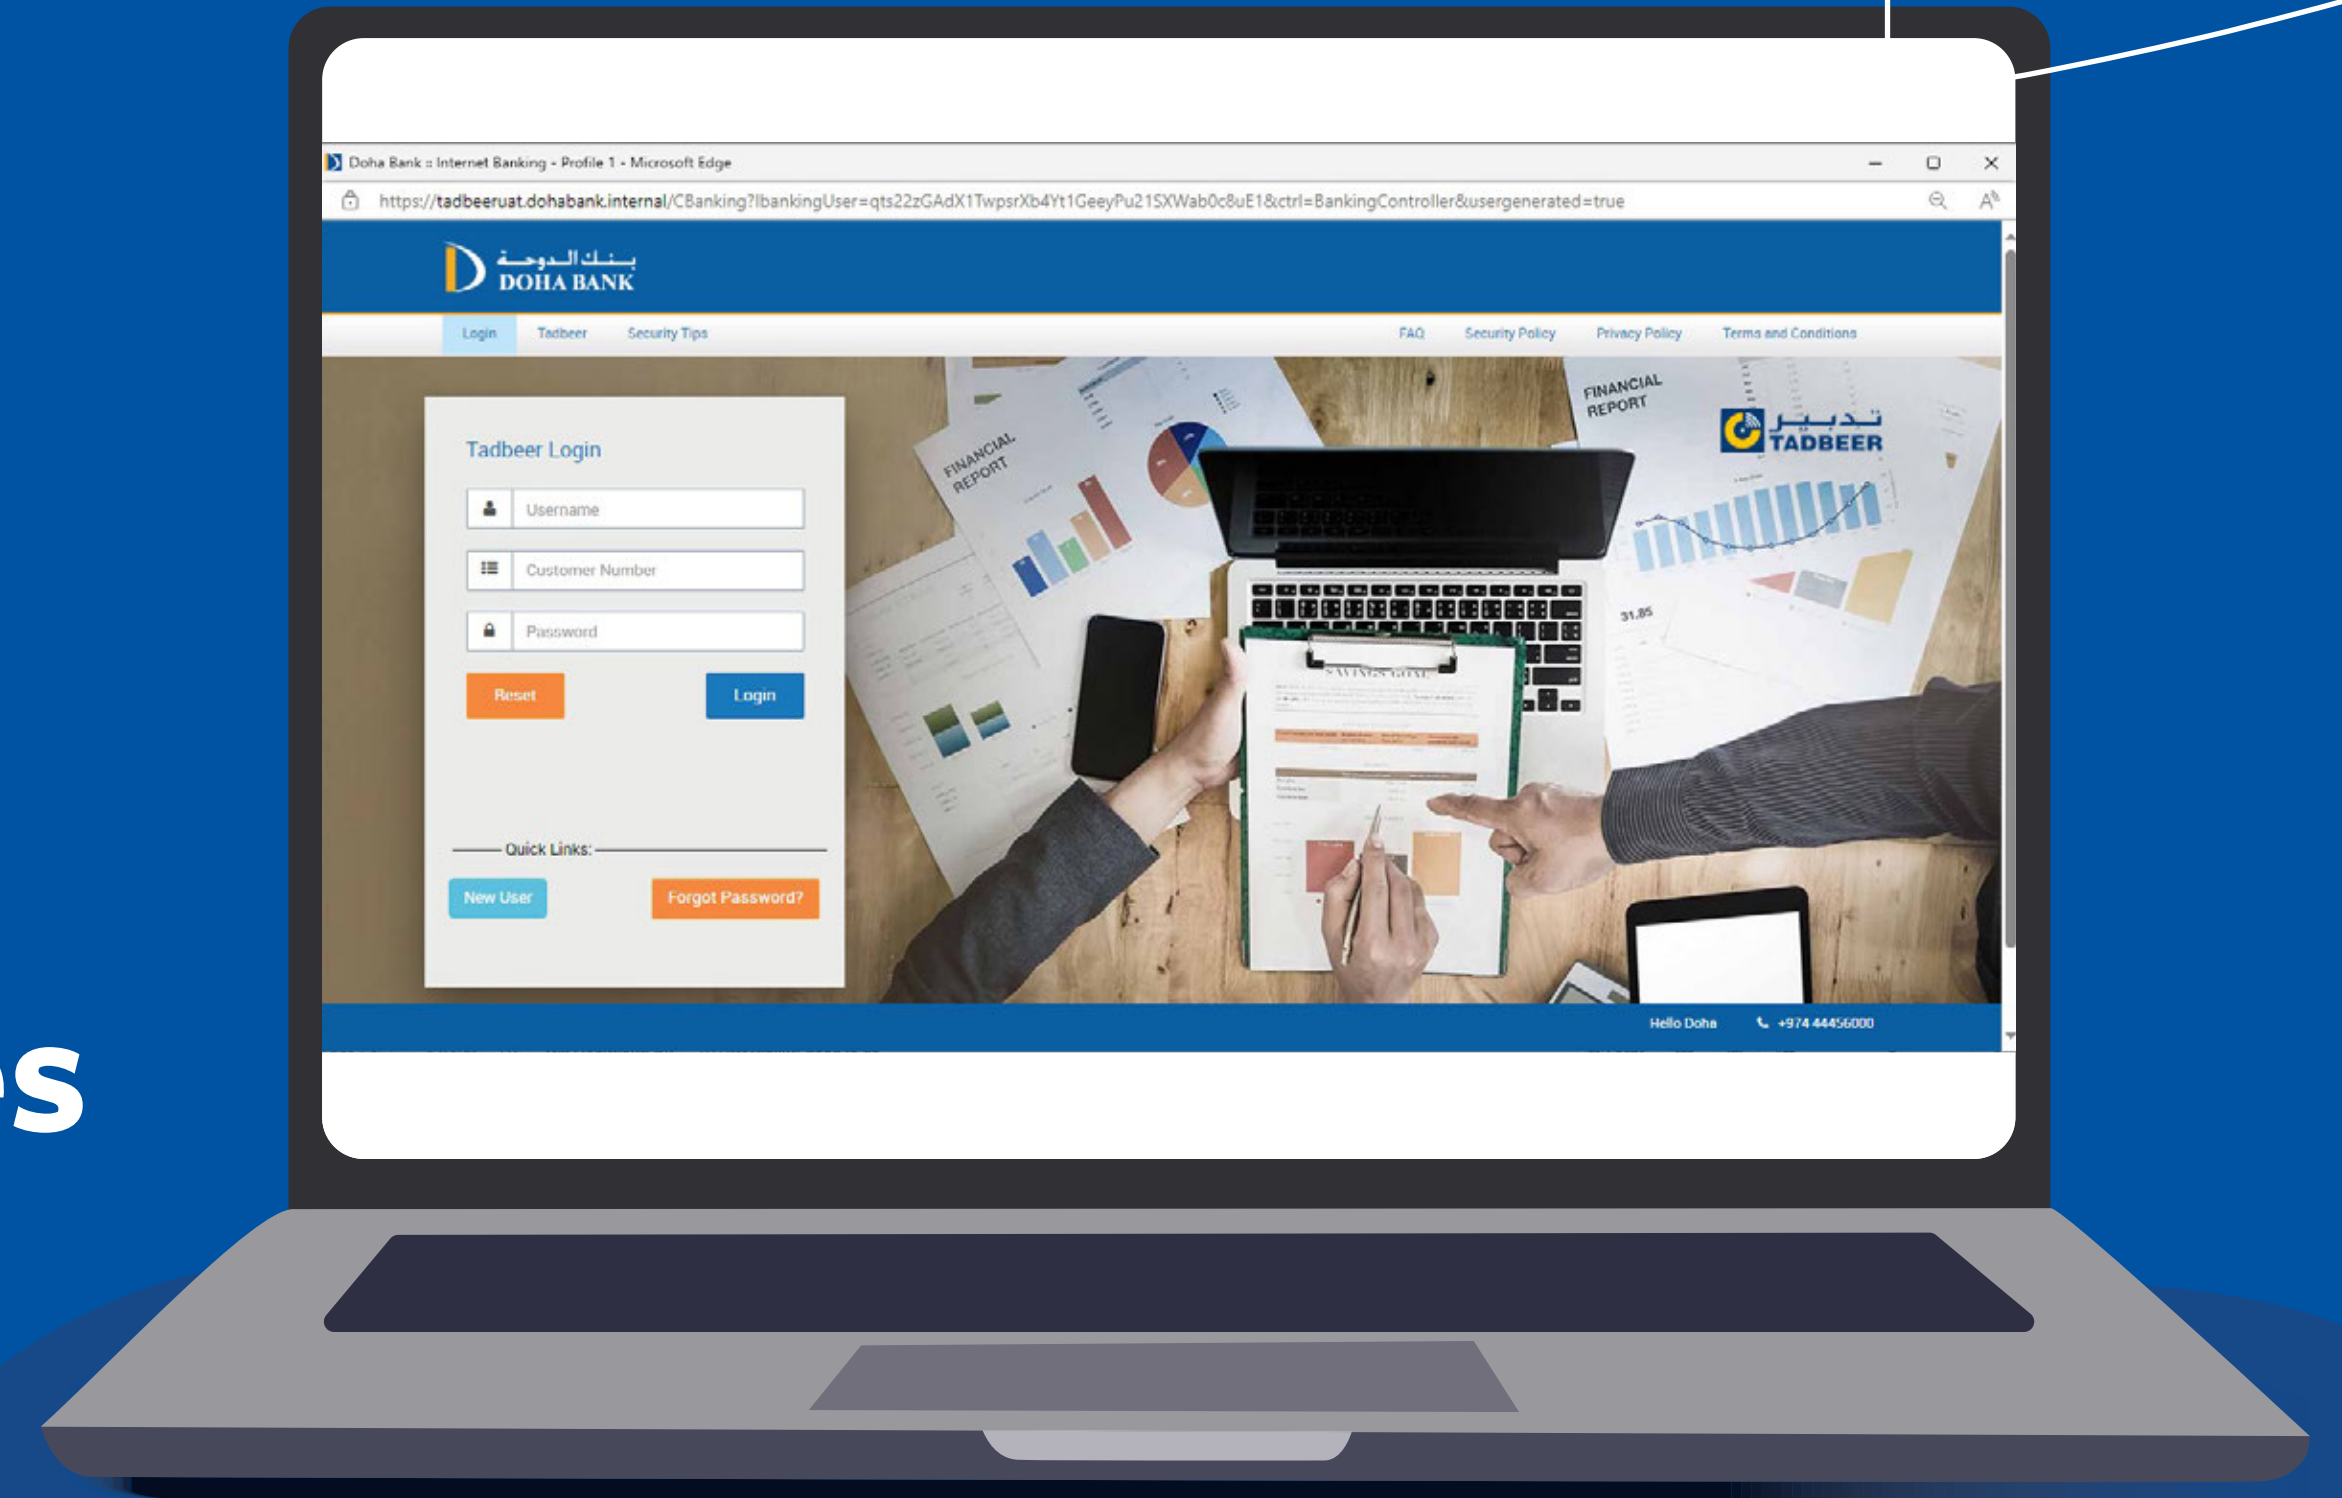 Doha Bank :: Internet Banking - Profile 1 - Microsoft Edge
https://tadbeeruat.dohabank.internal/CBanking?IbankingUser=qts22zGAdX1TwpsrXb4Yt1GeeyPu21SXWab0c8uE1&ctrl=BankingController&usergenerated=true
بنك الدوحة
DOHA BANK
Login Tadbeer Security Tips FAQ Security Policy Privacy Policy Terms and Conditions
FINANCIAL
REPORT
تدبير
TADBEER
FINANCIAL
REPORT
Tadbeer Login
Username
Customer Number
Password
Reset Login
31.85
SAVINGS GOAL
Quick Links:
New User Forgot Password?
Hello Doha +974 44456000
es